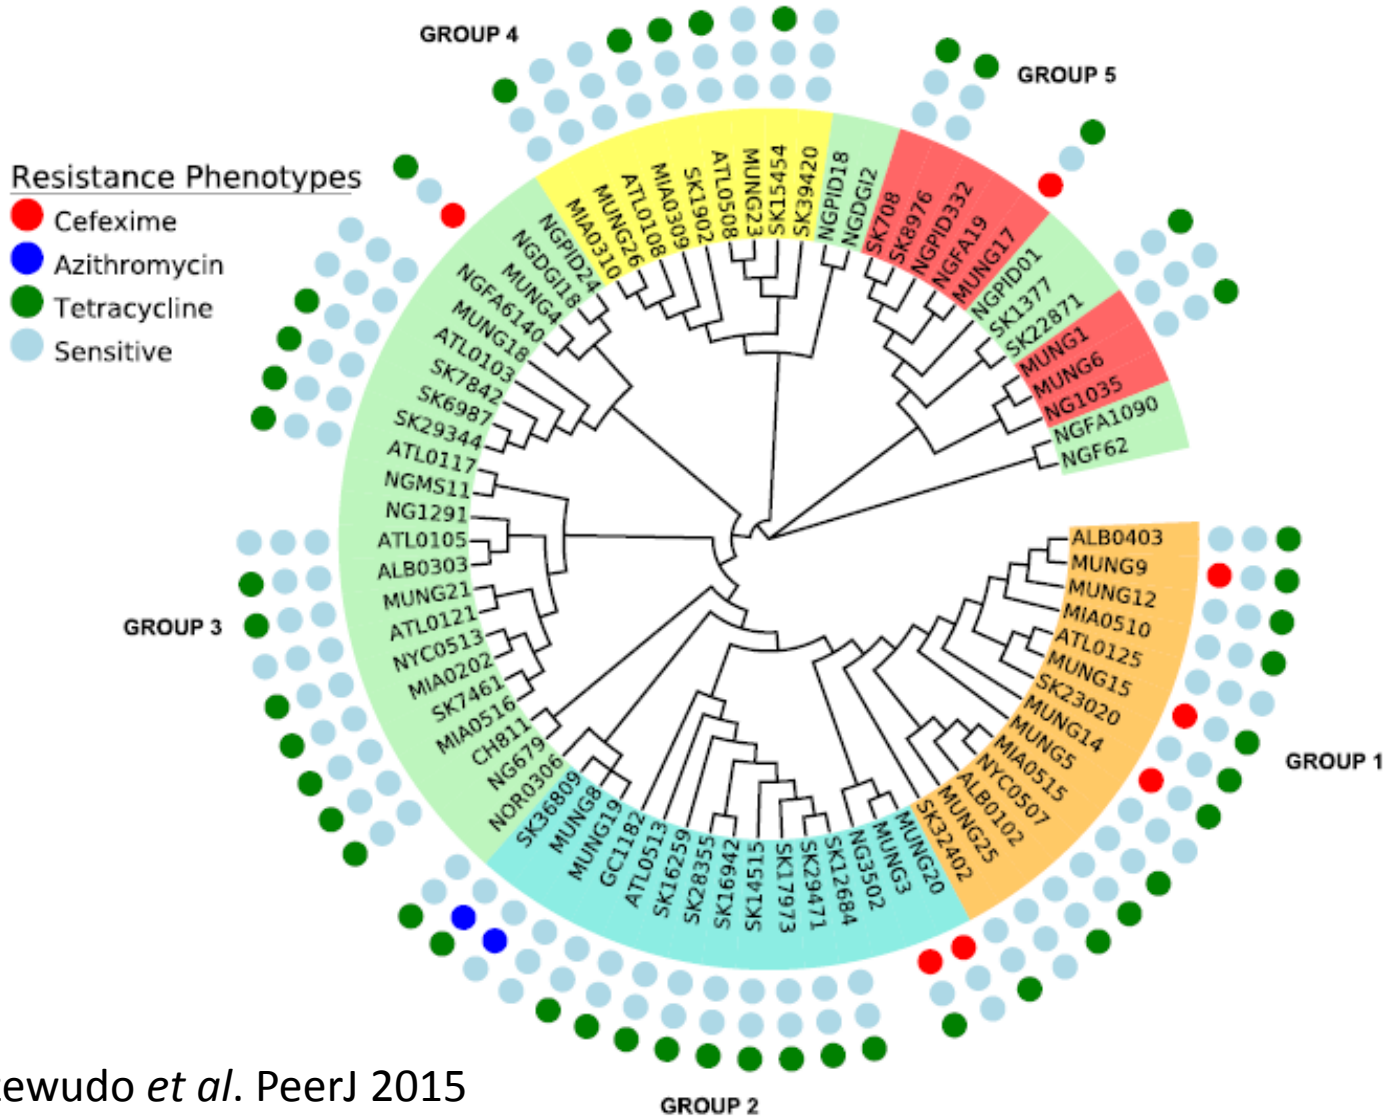 GROUP 4
GROUP 5
Resistance Phenotypes
Cefexime
Azithromycin
Tetracycline
Sensitive
MIA0310
MUNG26
ATL0108
MIA0309
SK1902
ATL0508
MUNG23
SK15454
SK39420
NGPID18
NGDGI2
SK708
SK8976
NGPID332
NGFA19
MUNG17
NGPID01
SK1377
SK22871
MUNG1
MUNG6
NG1035
NGFA1090
NGF62
NGPID24
NGDGI18
MUNG4
NGFA6140
MUNG18
ATL0103
SK7842
SK6987
SK29344
ATL0117
NGMS11
NG1291
ATL0105
ALB0303
MUNG21
ATL0121
NYC0513
MIA0202
SK7461
MIA0516
CH811
NG679
NOR0306
GROUP 3
SK36809
MUNG8
MUNG19
GC1182
ATL0513
SK16259
SK28355
SK16942
SK14515
SK17973
SK29471
SK12684
NG3502
MUNG3
MUNG20
SK32402
MUNG25
ALB0102
NYC0507
MIA0515
MUNG5
MUNG14
SK23020
MUNG15
ATL0125
MIA0510
MUNG12
MUNG9
ALB0403
GROUP 1
ewudo et al. PeerJ 2015
GROUP 2